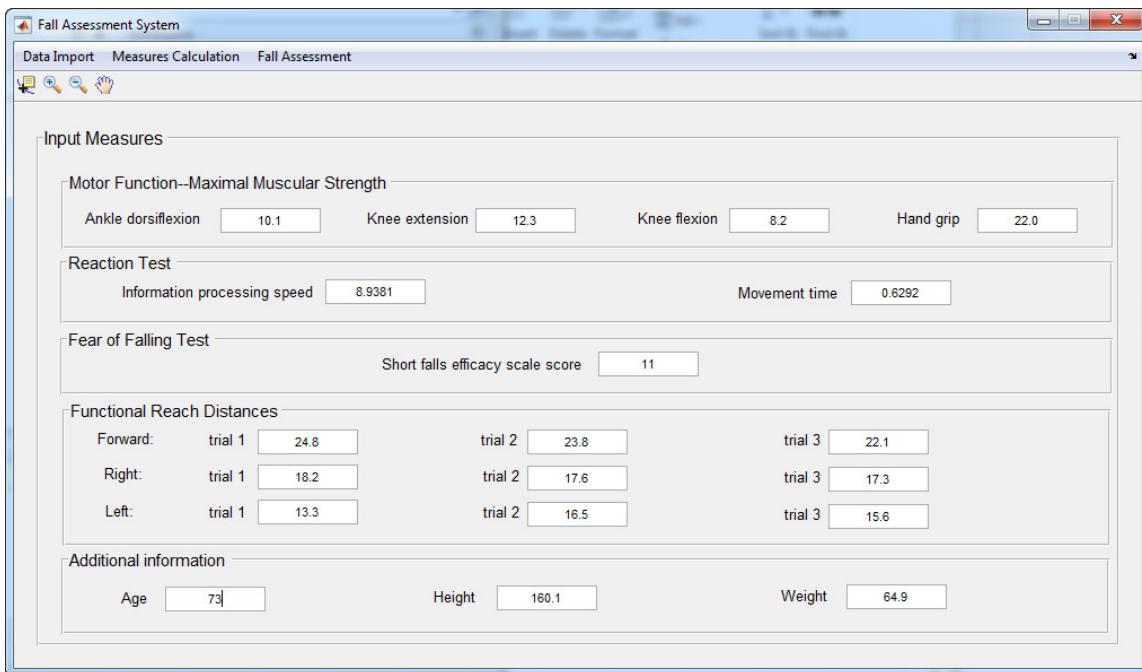 Fall Assessment System
Data Import Measures Calculation Fall Assessment
Input Measures
Motor Function--Maximal Muscular Strength
Ankle dorsiflexion 10.1 Knee extension 12.3 Knee flexion 8.2 Hand grip 22.0
Reaction Test
Information processing speed 8.9381 Movement time 0.6292
Fear of Falling Test
Short falls efficacy scale score 11
Functional Reach Distances
Forward: trial 1 24.8 trial 2 23.8 trial 3 22.1
Right: trial 1 18.2 trial 2 17.6 trial 3 17.3
Left: trial 1 13.3 trial 2 16.5 trial 3 15.6
Additional information
Age 73 Height 160.1 Weight 64.9